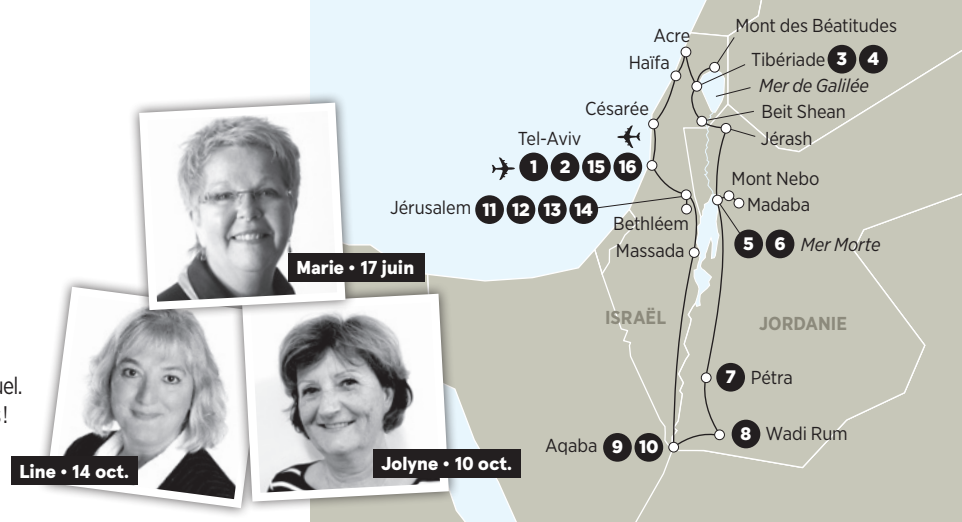 Mont des Béatitudes
Acre
Tibériade 3 4
Haïfa
Mer de Galilée
Césarée
Beit Shean
Tel-Aviv
Jérash
1 2 15 16
Mont Nebo
Jérusalem 11 12 13 14
Madaba
Bethléem
5 6 Mer Morte
Massada
Marie • 17 juin
ISRAËL
JORDANIE
uel.
7 Pétra
!
8 Wadi Rum
Aqaba 9 10
Jolyne • 10 oct.
Line • 14 oct.